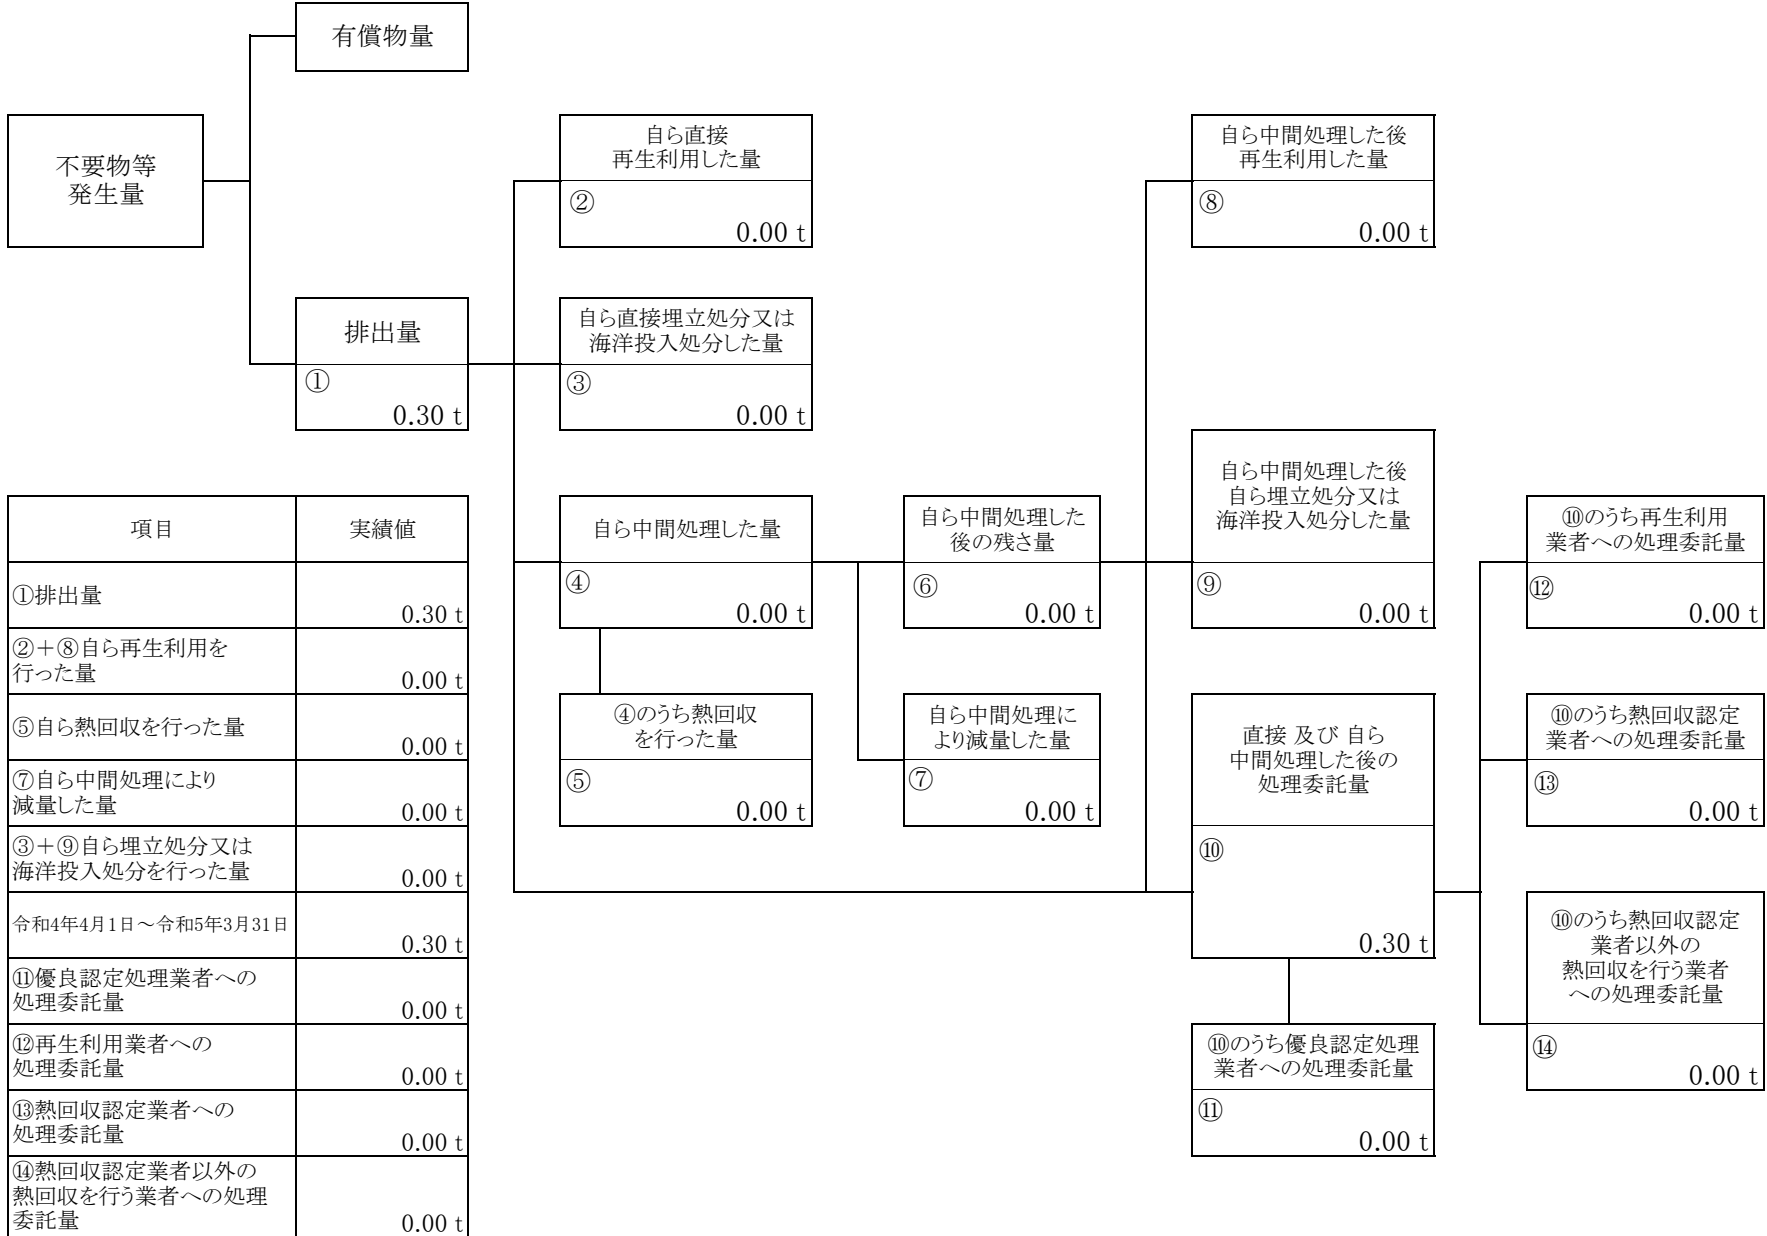 有償物量
不要物等
発生量
自ら直接
再生利用した量
②
0.00 t
自ら中間処理した後
再生利用した量
⑧
0.00 t
排出量
①
0.30 t
自ら直接埋立処分又は
海洋投入処分した量
③
0.00 t
自ら中間処理した量
④
0.00 t
自ら中間処理した
後の残さ量
⑥
0.00 t
自ら中間処理した後
自ら埋立処分又は
海洋投入処分した量
⑨
0.00 t
⑩のうち再生利用
業者への処理委託量
⑫
0.00 t
④のうち熱回収
を行った量
⑤
0.00 t
自ら中間処理に
より減量した量
⑦
0.00 t
直接 及び 自ら
中間処理した後の
処理委託量
⑩
0.30 t
⑩のうち熱回収認定
業者への処理委託量
⑬
0.00 t
⑩のうち熱回収認定
業者以外の
熱回収を行う業者
への処理委託量
⑭
0.00 t
⑩のうち優良認定処理
業者への処理委託量
⑪
0.00 t
項目 実績値
①排出量
0.30 t
②＋⑧自ら再生利用を
行った量
0.00 t
⑤自ら熱回収を行った量
0.00 t
⑦自ら中間処理により
減量した量
0.00 t
③＋⑨自ら埋立処分又は
海洋投入処分を行った量
0.00 t
令和4年4月1日～令和5年3月31日
0.30 t
⑪優良認定処理業者への
処理委託量
0.00 t
⑫再生利用業者への
処理委託量
0.00 t
⑬熱回収認定業者への
処理委託量
0.00 t
⑭熱回収認定業者以外の
熱回収を行う業者への処理
委託量
0.00 t